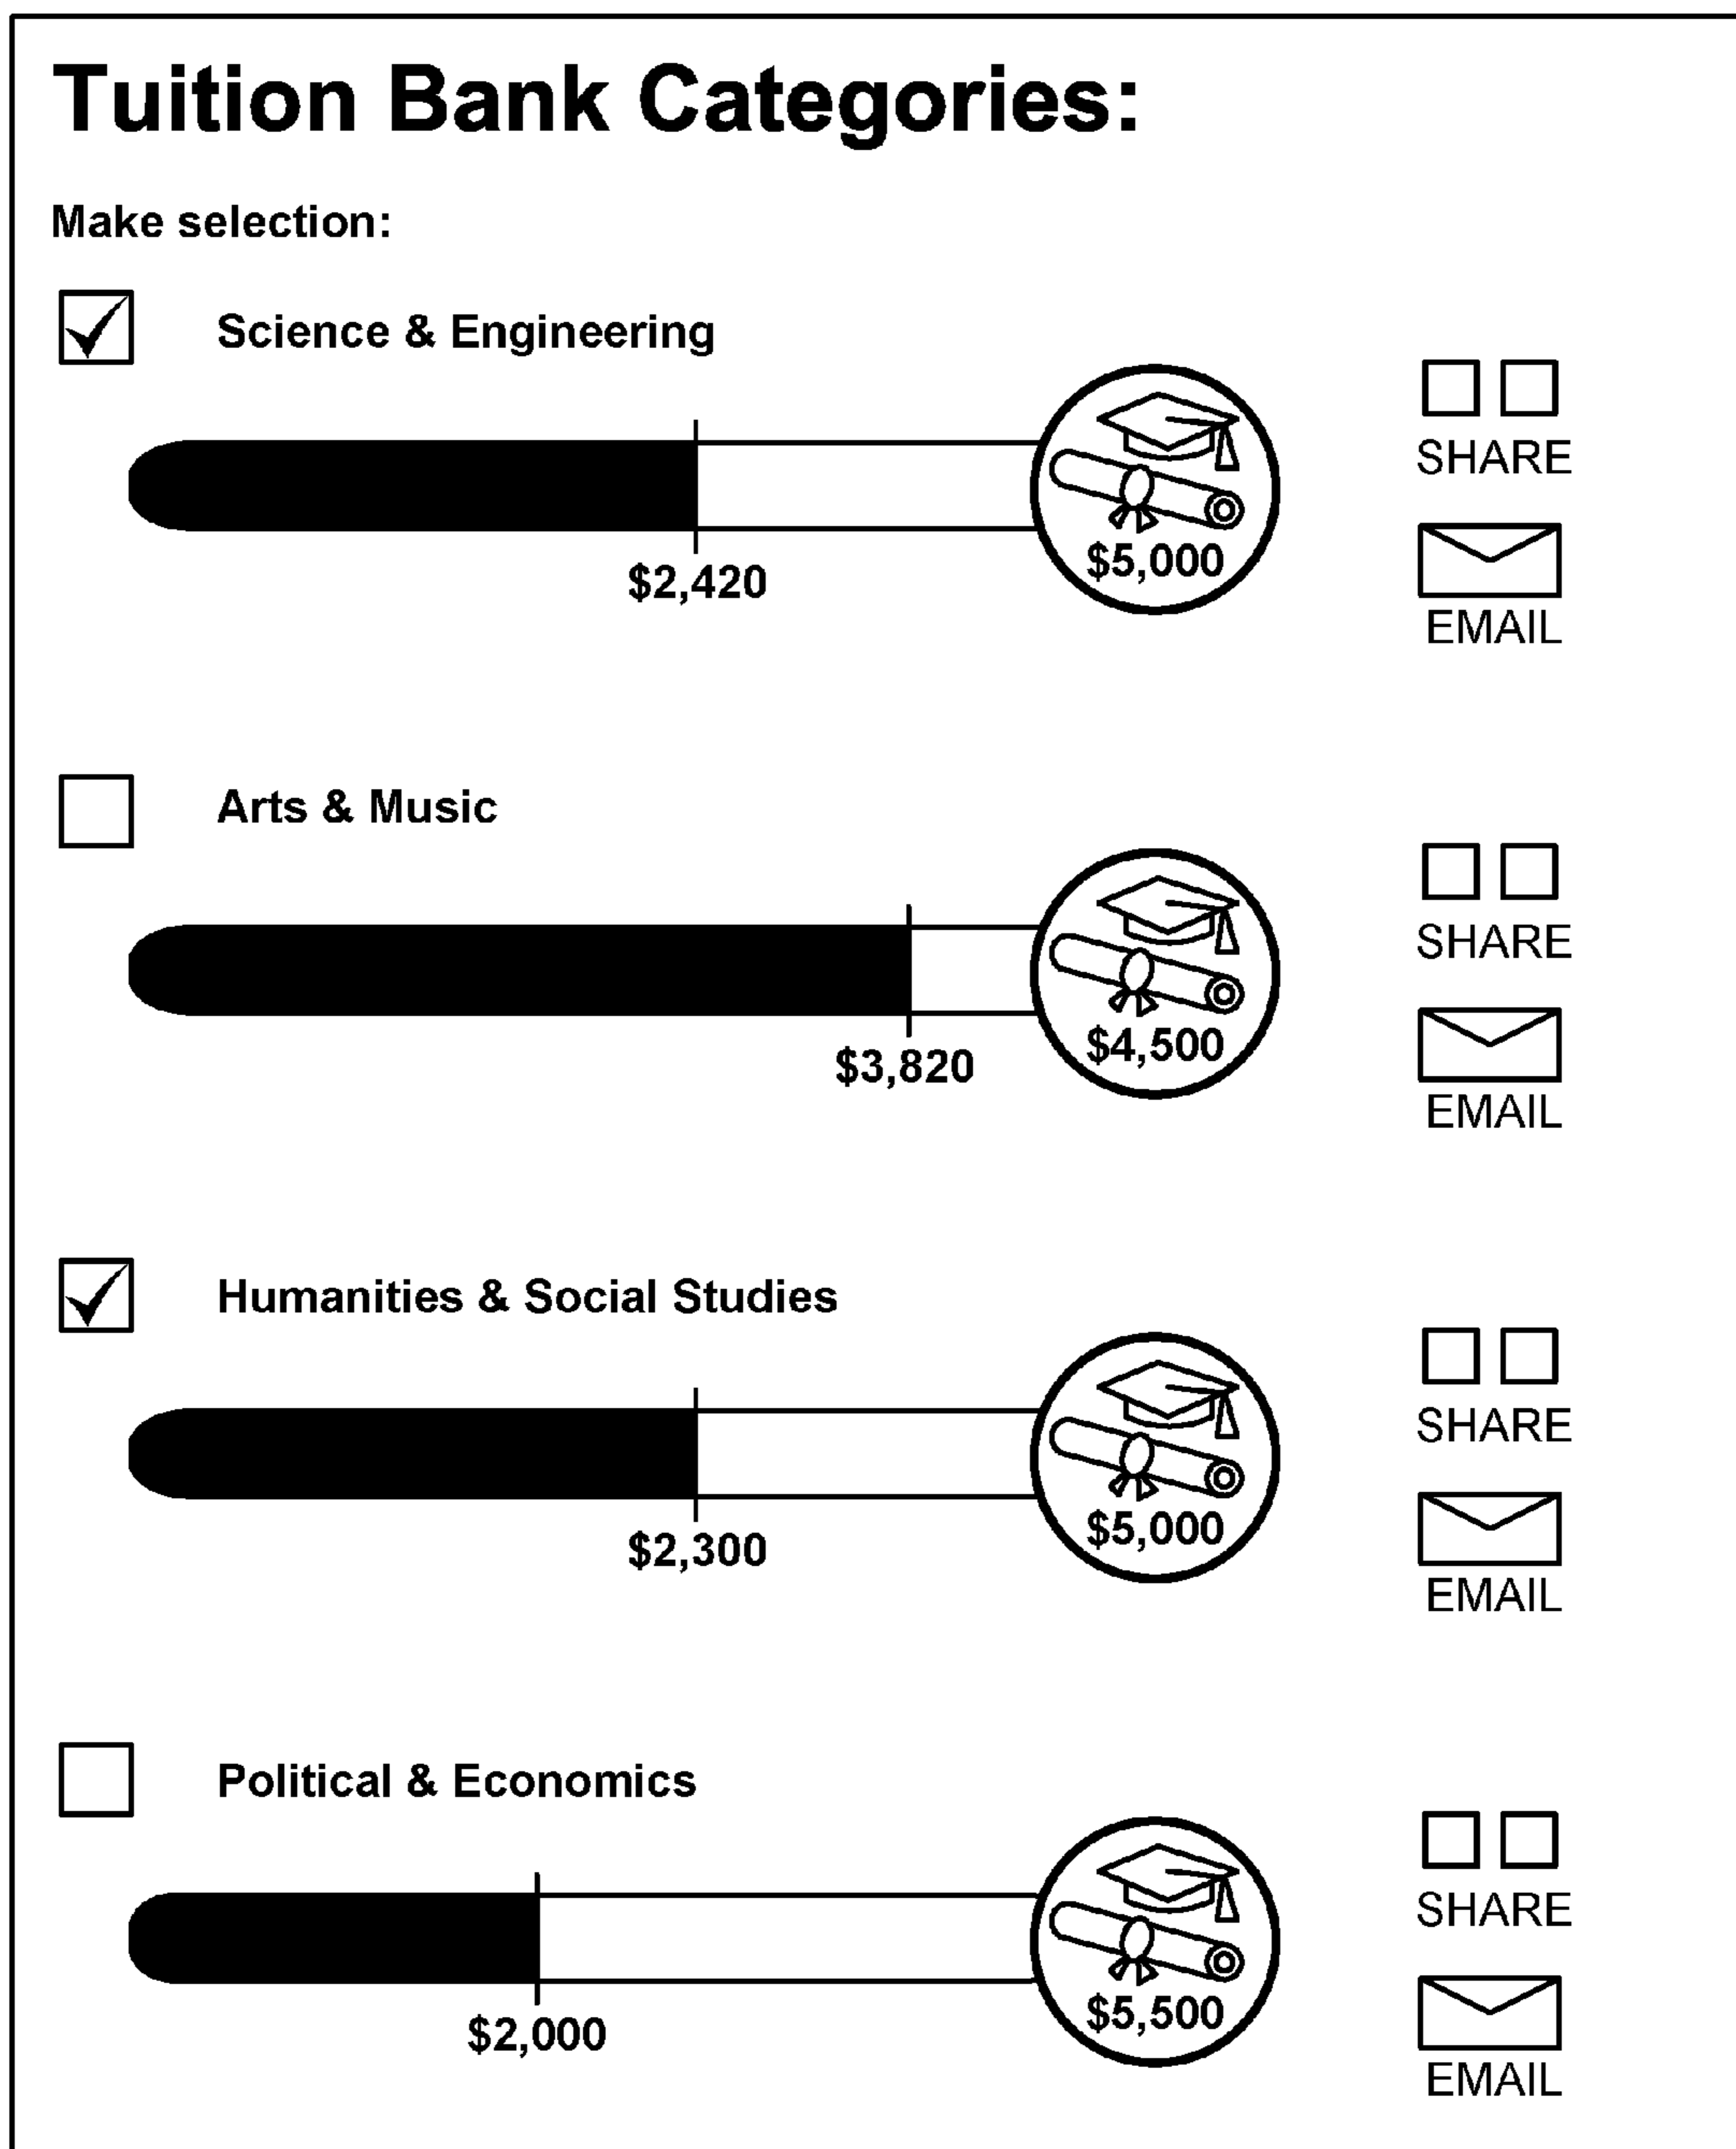 Tuition Bank Categories:
Make selection:
Science & Engineering
SHARE
$5,000
$2,420
EMAIL
Arts & Music
SHARE
$4,500
$3,820
EMAIL
Humanities & Social Studies
SHARE
$5,000
$2,300
EMAIL
Political & Economics
SHARE
$5,500
$2,000
EMAIL